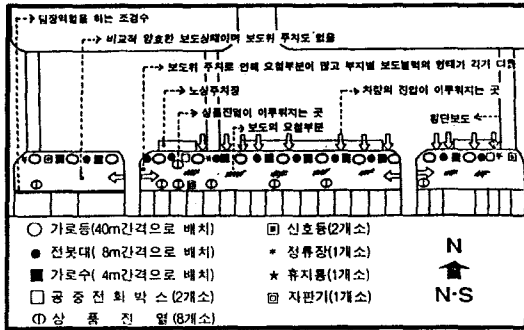 담장역할을 하는 조경수
비교적 양호한 보도상태이며 보도위 주차도 없음
보도위 주차로 인해 요철부분이 많고 부지별 보도블럭의 형태가 각기 다름
노상주차장
상품진열이 이루워지는 곳
차량의 진입이 이루워지는 곳
보도의 요철부분
횡단보도
가로등(40m간격으로 배치)
신호등(2개소)
전봇대( 8m간격으로 배치)
정류장(1개소)
가로수( 4m간격으로 배치)
휴지통(1개소)
공중전화박스(2개소)
자판기(1개소)
상품진열(8개소)
N
N·S